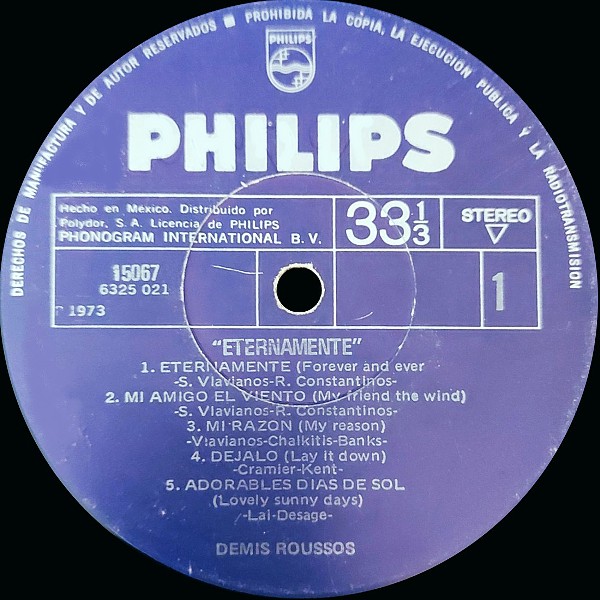 DERECHOS DE MANUFACTURA Y DE AUTOR RESERVADOS ■ PROHIBIDA LA COPIA, LA EJECUCION PUBLICA Y LA RADIOTRANSMISION
PHILIPS
PHILIPS
Hecho en México. Distribuido por
Polydor, S. A. Licencia de PHILIPS
PHONOGRAM INTERNATIONAL B. V.
33 1/3
STEREO
15067
6325 021
1
1973
"ETERNAMENTE"
1. ETERNAMENTE (Forever and ever
-S. Vlavianos-R. Constantinos-
2. MI AMIGO EL VIENTO (My friend the wind)
-S. Vlavianos-R. Constantinos-
3. MI RAZON (My reason)
-Vlavianos-Chalkitis-Banks-
4. DEJALO (Lay it down)
-Cramier-Kent-
5. ADORABLES DIAS DE SOL
(Lovely sunny days)
-Lai-Desage-
DEMIS ROUSSOS